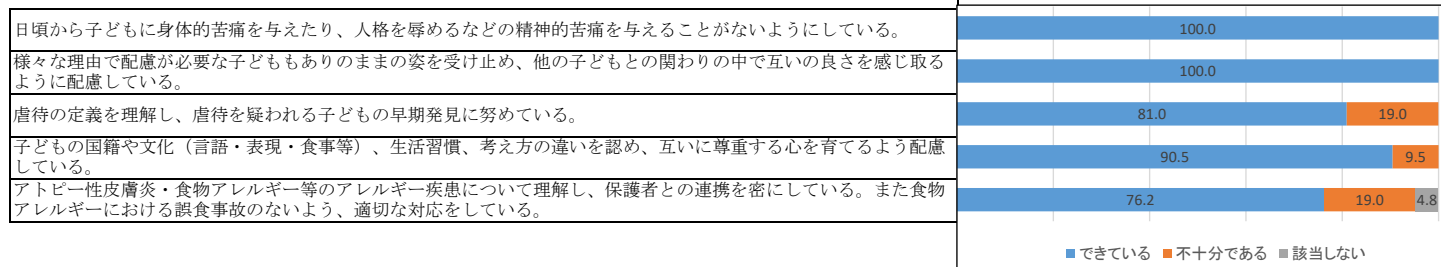 日頃から子どもに身体的苦痛を与えたり、人格を辱めるなどの精神的苦痛を与えることがないようにしている。
100.0
様々な理由で配慮が必要な子どももありのままの姿を受け止め、他の子どもとの関わりの中で互いの良さを感じ取る
ように配慮している。
100.0
虐待の定義を理解し、虐待を疑われる子どもの早期発見に努めている。
81.0 19.0
子どもの国籍や文化（言語・表現・食事等）、生活習慣、考え方の違いを認め、互いに尊重する心を育てるよう配慮
している。
90.5 9.5
アトピー性皮膚炎・食物アレルギー等のアレルギー疾患について理解し、保護者との連携を密にしている。また食物
アレルギーにおける誤食事故のないよう、適切な対応をしている。
76.2 19.0 4.8
できている 不十分である 該当しない